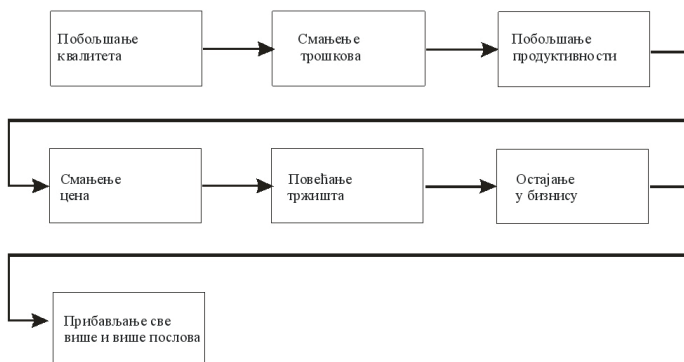 Побољшање
квалитета
Смањење
трошкова
Побољшање
продуктивности
Смањење
цена
Повећање
тржишта
Остајање
у бизнису
Прибављање све
више и више послова